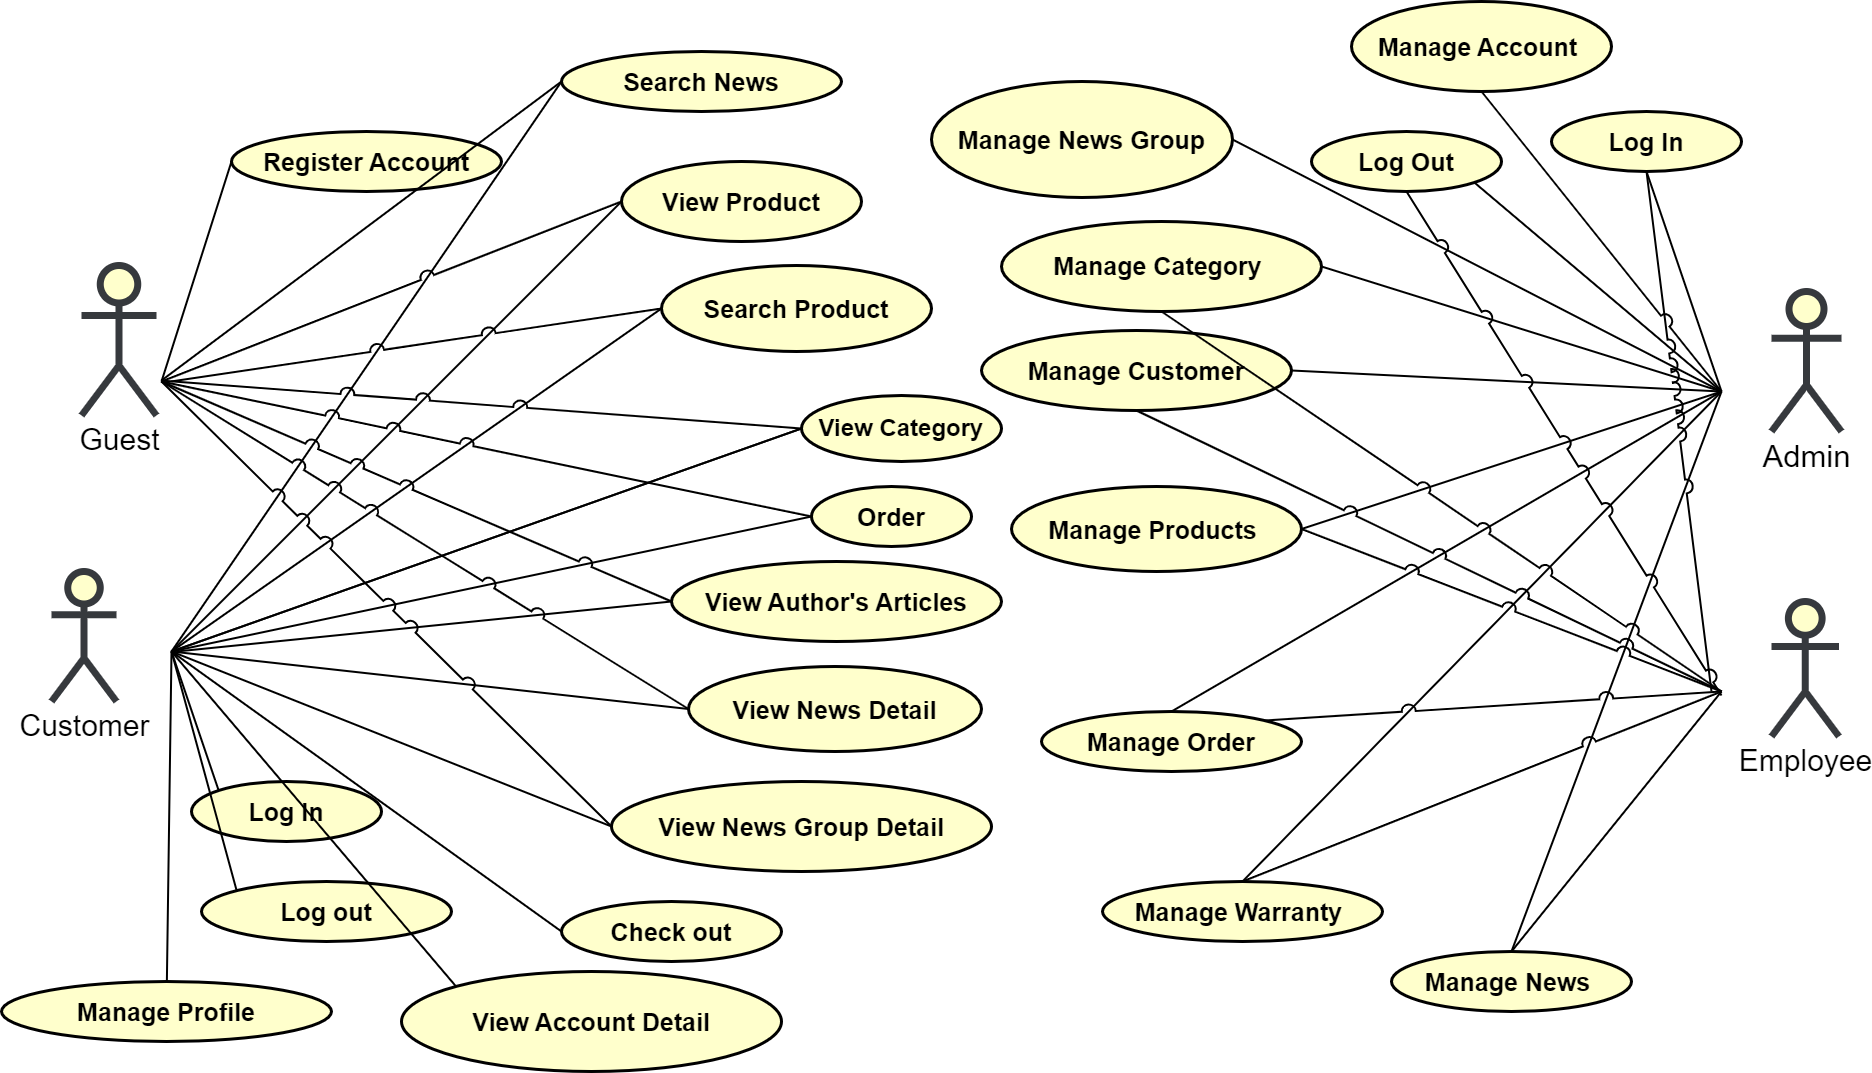 Manage Account
Search News
Manage News Group
Log In
Register Account
Log Out
View Product
Manage Category
Search Product
Manage Customer
View Category
Guest
Admin
Order
Manage Products
View Author's Articles
View News Detail
Customer
Manage Order
Employee
Log In
View News Group Detail
Log out
Check out
Manage Warranty
Manage News
Manage Profile
View Account Detail